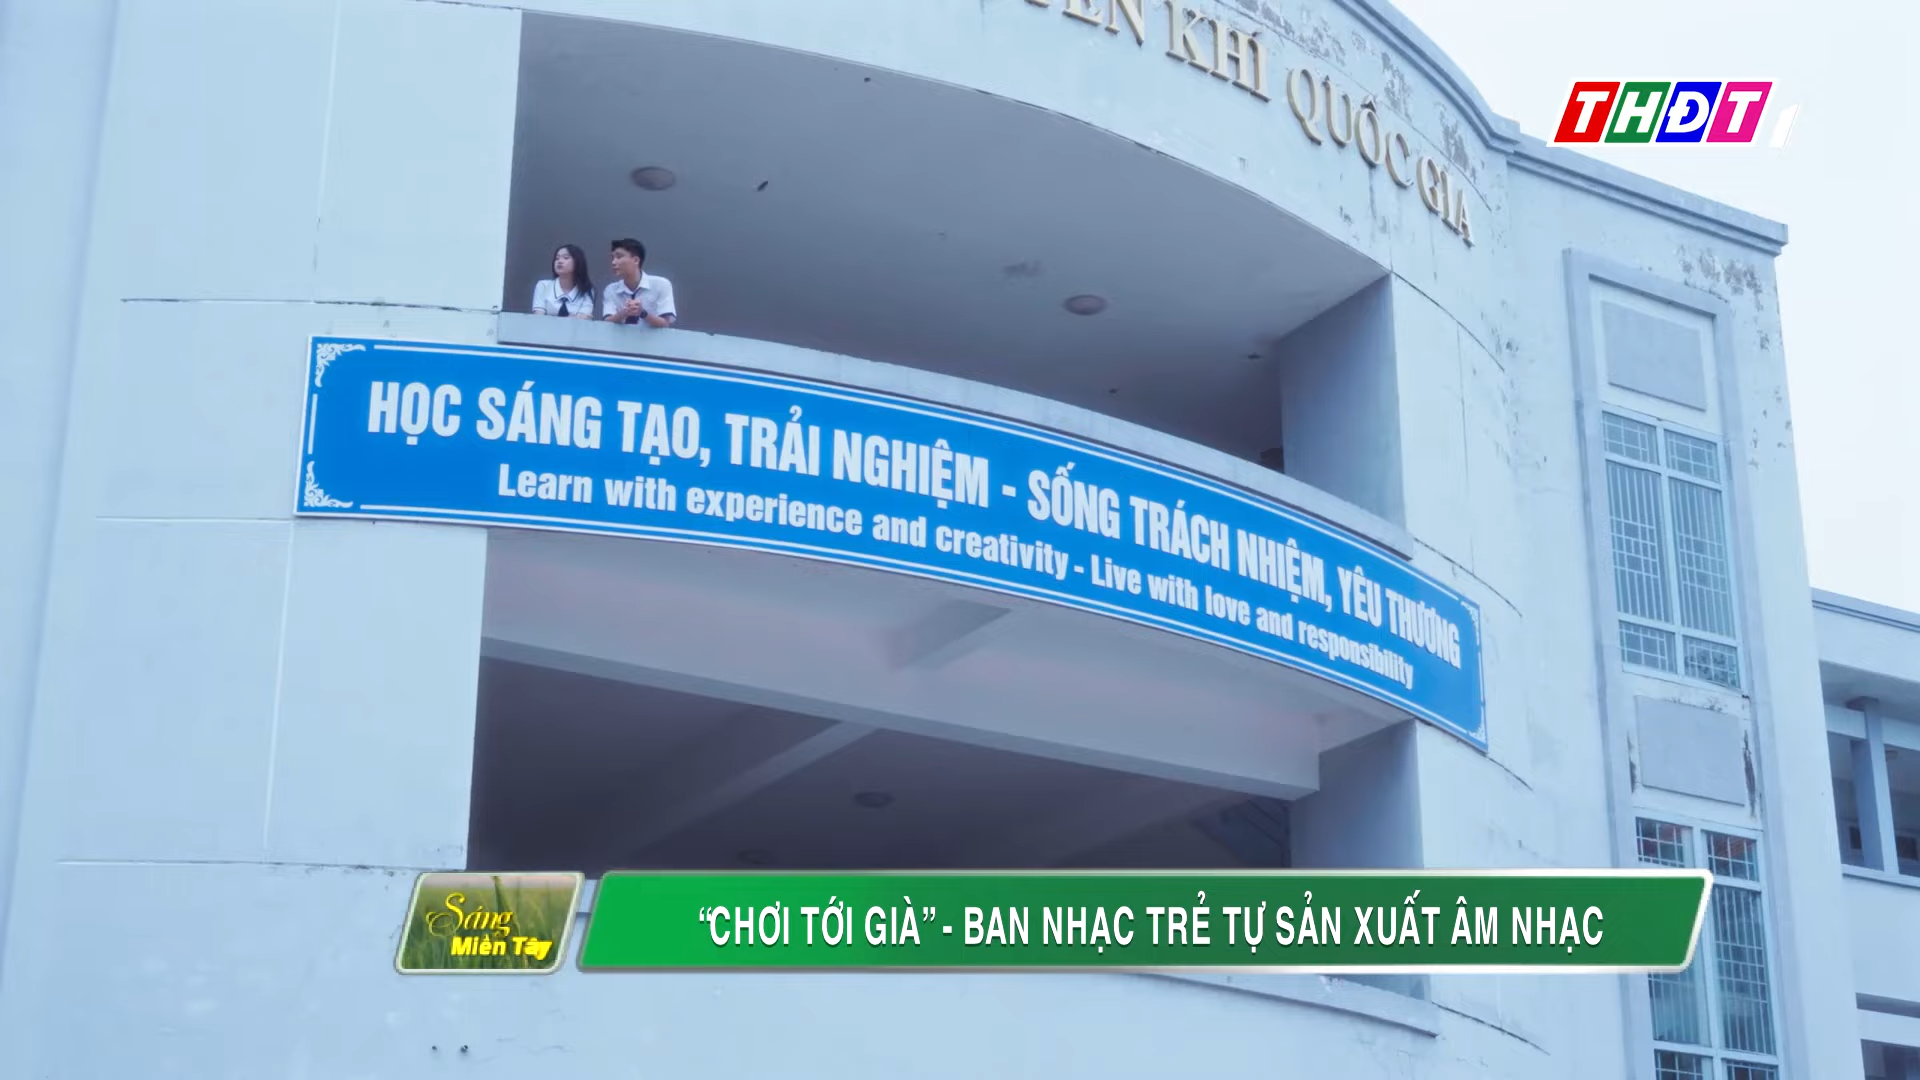 KHÍ QUỐC GIA
THĐT1
HỌC SÁNG TẠO, TRẢI NGHIỆM - SỐNG TRÁCH NHIỆM, YÊU THƯƠNG
Learn with experience and creativity - Live with love and responsibility
Sáng
Miền Tây
“CHƠI TỚI GIÀ” - BAN NHẠC TRẺ TỰ SẢN XUẤT ÂM NHẠC